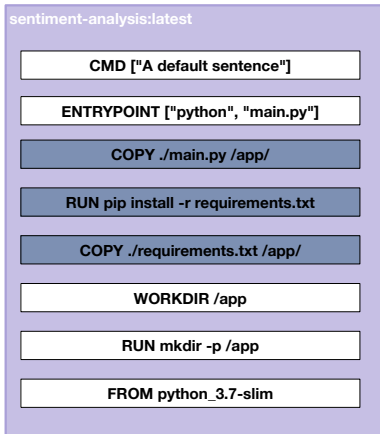 sentiment-analysis:latest
CMD ["A default sentence"]
ENTRYPOINT ["python", "main.py"]
COPY ./main.py /app/
RUN pip install -r requirements.txt
COPY ./requirements.txt /app/
WORKDIR /app
RUN mkdir -p /app
FROM python_3.7-slim